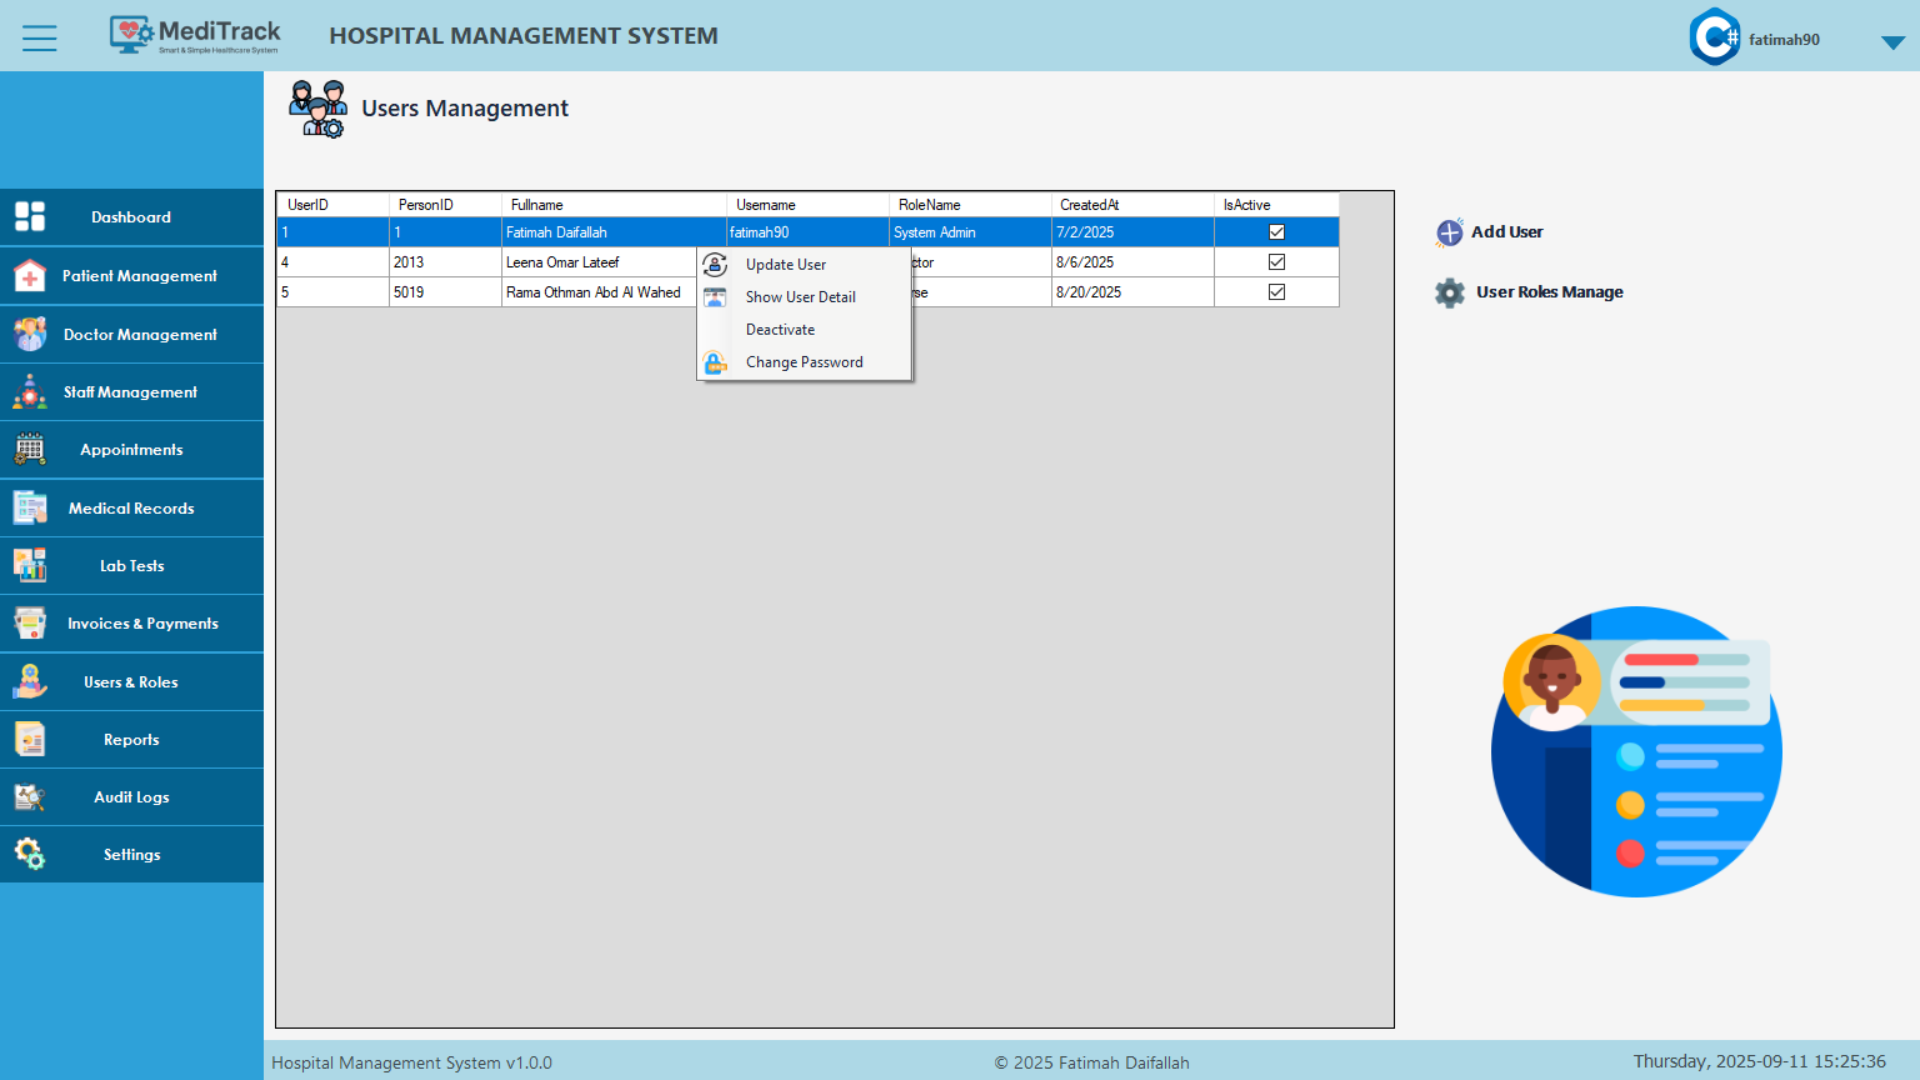 MediTrack
Smart & Simple Healthcare System
HOSPITAL MANAGEMENT SYSTEM
fatimah90
Users Management
UserID PersonID Fullname Username RoleName CreatedAt IsActive
1 1 Fatimah Daifallah fatimah90 System Admin 7/2/2025
4 2013 Leena Omar Lateef 8/6/2025
5 5019 Rama Othman Abd Al Wahed 8/20/2025
Update User
Show User Detail
Deactivate
Change Password
Add User
User Roles Manage
Dashboard
Patient Management
Doctor Management
Staff Management
Appointments
Medical Records
Lab Tests
Invoices & Payments
Users & Roles
Reports
Audit Logs
Settings
Hospital Management System v1.0.0
© 2025 Fatimah Daifallah
Thursday, 2025-09-11 15:25:36